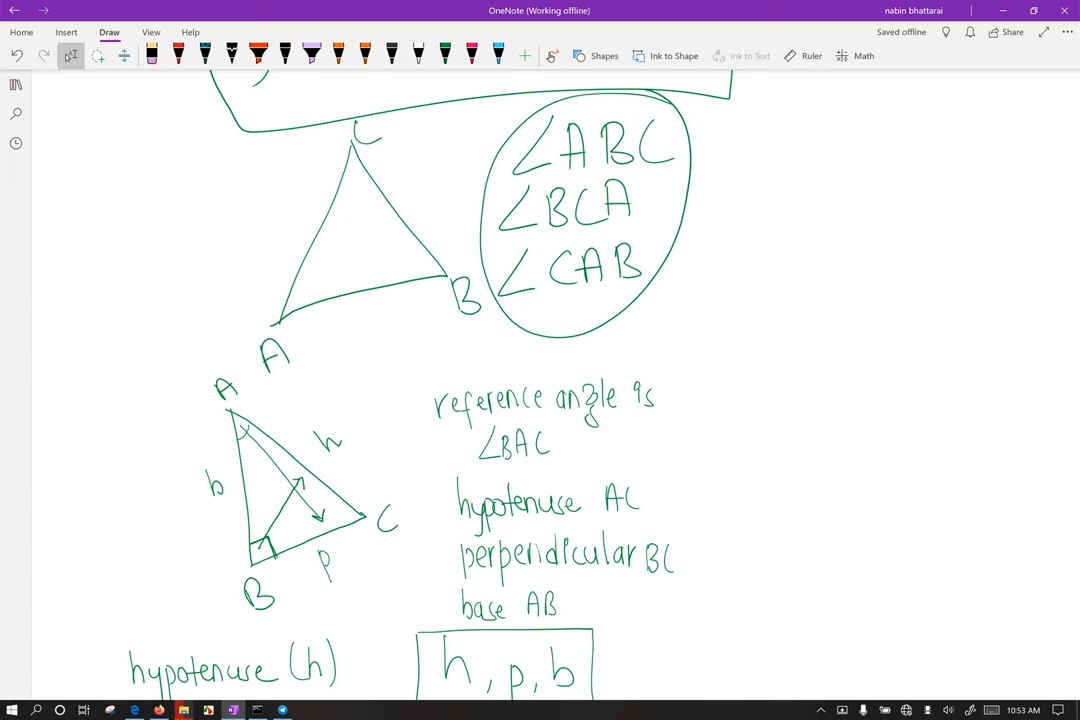 OneNote (Working offline)
nabin bhattarai
Home Insert Draw View Help
Saved offline
Share
Shapes
Ink to Shape
Ink to Text
Ruler
Math
C
A
B
∠ABC
∠BCA
∠CAB
A
h
b
C
p
B
reference angle is
∠BAC
hypotenuse AC
perpendicular BC
base AB
hypotenuse (h)
h, p, b
10:53 AM